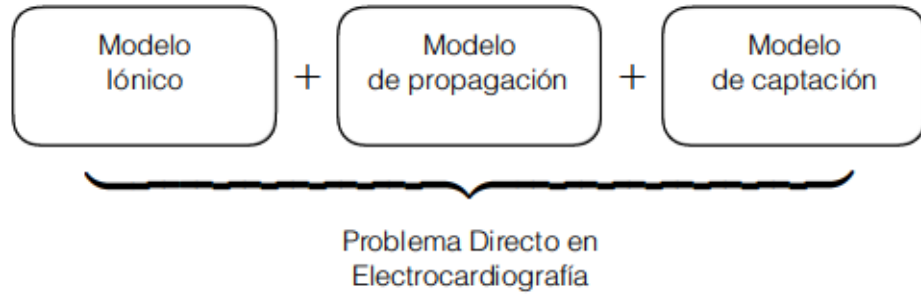 Modelo
Iónico
+
Modelo
de propagación
+
Modelo
de captación
Problema Directo en
Electrocardiografía